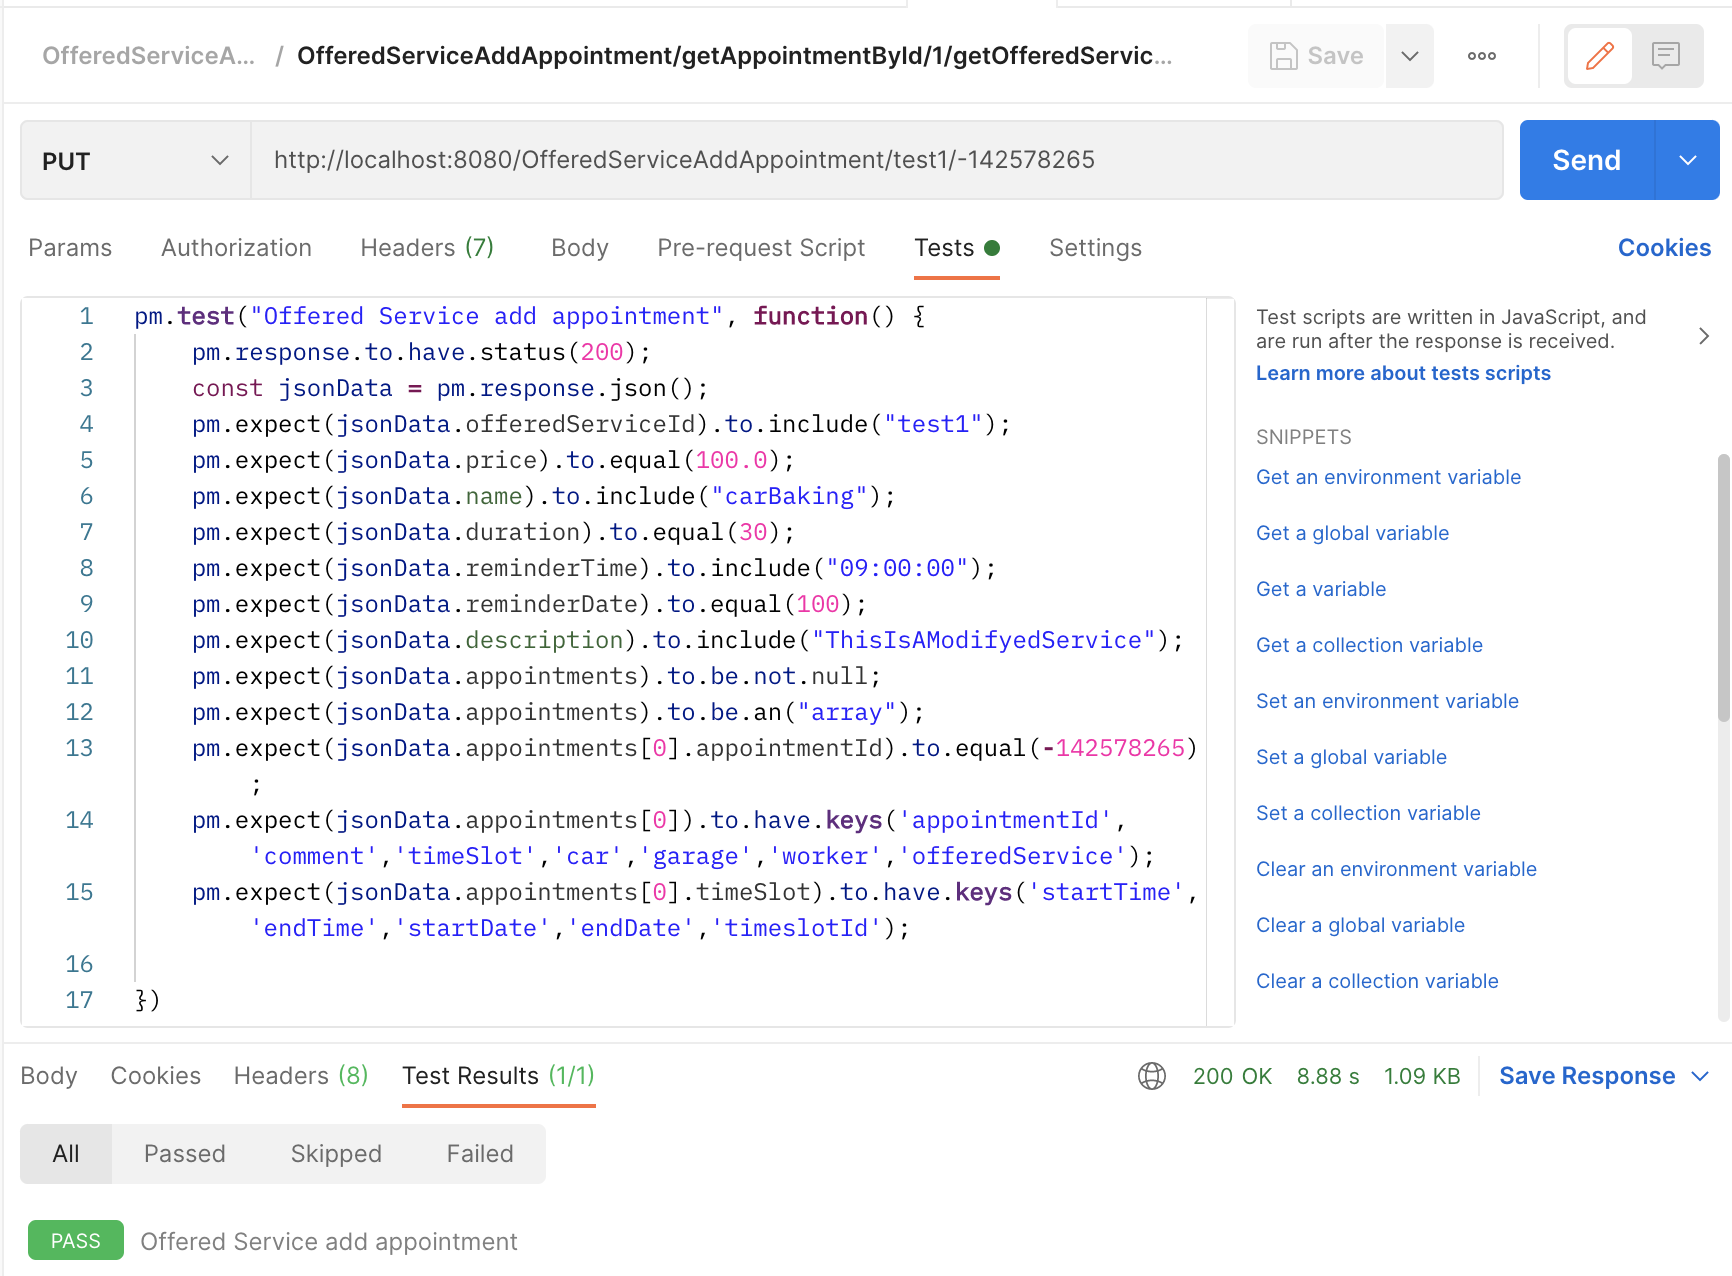 OfferedServiceA... / OfferedServiceAddAppointment/getAppointmentById/1/getOfferedServic... Save
PUT http://localhost:8080/OfferedServiceAddAppointment/test1/-142578265 Send
Params Authorization Headers (7) Body Pre-request Script Tests Settings Cookies
1 pm.test("Offered Service add appointment", function() {
2 pm.response.to.have.status(200);
3 const jsonData = pm.response.json();
4 pm.expect(jsonData.offeredServiceId).to.include("test1");
5 pm.expect(jsonData.price).to.equal(100.0);
6 pm.expect(jsonData.name).to.include("carBaking");
7 pm.expect(jsonData.duration).to.equal(30);
8 pm.expect(jsonData.reminderTime).to.include("09:00:00");
9 pm.expect(jsonData.reminderDate).to.equal(100);
10 pm.expect(jsonData.description).to.include("ThisIsAModifyedService");
11 pm.expect(jsonData.appointments).to.be.not.null;
12 pm.expect(jsonData.appointments).to.be.an("array");
13 pm.expect(jsonData.appointments[0].appointmentId).to.equal(-142578265)
;
14 pm.expect(jsonData.appointments[0]).to.have.keys('appointmentId',
'comment','timeSlot','car','garage','worker','offeredService');
15 pm.expect(jsonData.appointments[0].timeSlot).to.have.keys('startTime',
'endTime','startDate','endDate','timeslotId');
16
17 })
Test scripts are written in JavaScript, and
are run after the response is received.
Learn more about tests scripts
SNIPPETS
Get an environment variable
Get a global variable
Get a variable
Get a collection variable
Set an environment variable
Set a global variable
Set a collection variable
Clear an environment variable
Clear a global variable
Clear a collection variable
Body Cookies Headers (8) Test Results (1/1) 200 OK 8.88 s 1.09 KB Save Response
All Passed Skipped Failed
PASS Offered Service add appointment